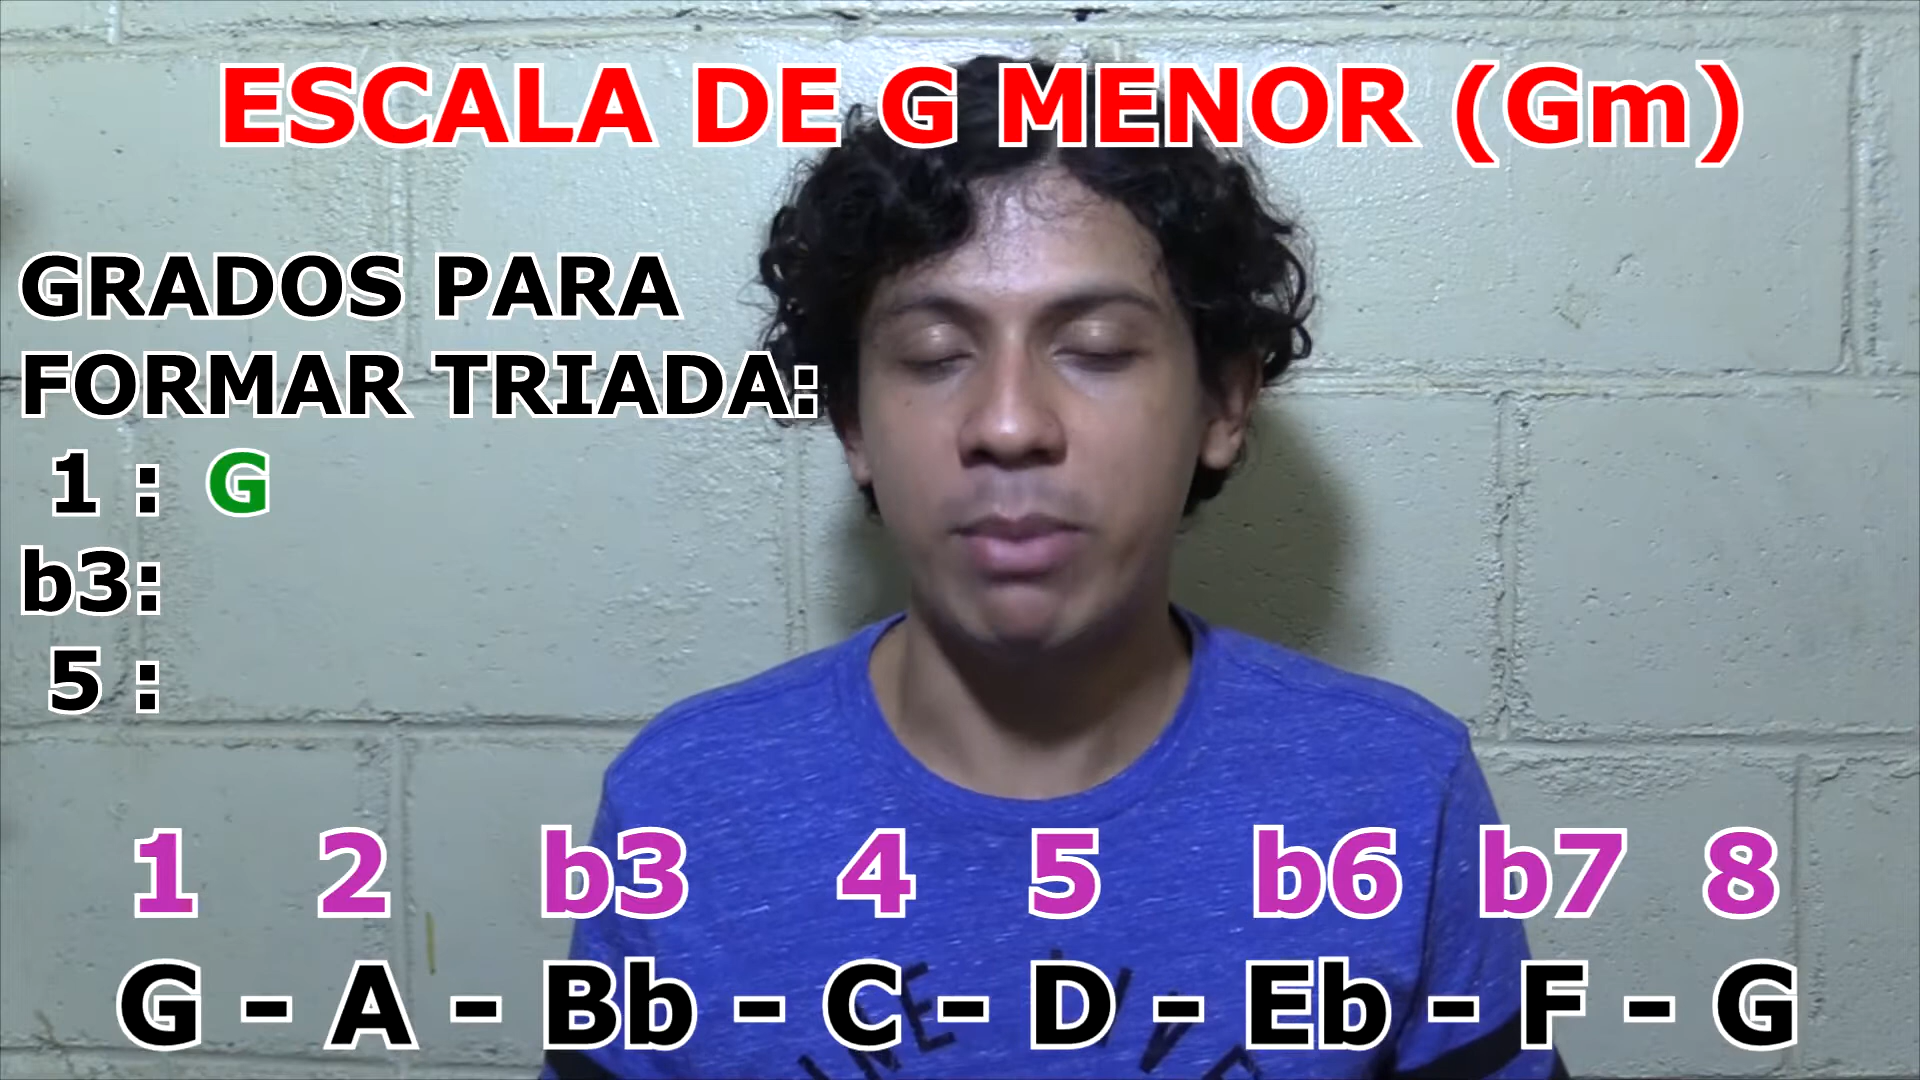 ESCALA DE G MENOR (Gm)
GRADOS PARA
FORMAR TRIADA:
1 : G
b3:
5 :
1 2 b3 4 5 b6 b7 8
G - A - Bb - C - D - Eb - F - G